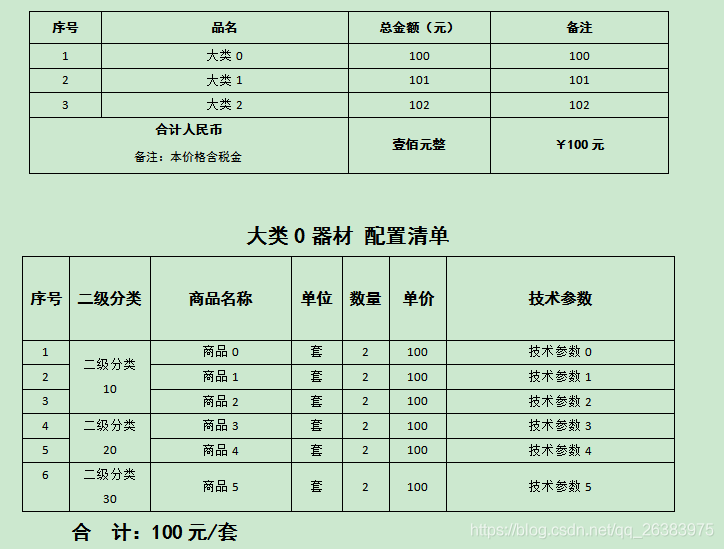 序号 品名 总金额（元） 备注
1 大类 0 100 100
2 大类 1 101 101
3 大类 2 102 102
合计人民币
备注：本价格含税金
壹佰元整 ￥100 元
大类 0 器材 配置清单
序号 二级分类 商品名称 单位 数量 单价 技术参数
1 二级分类 10 商品 0 套 2 100 技术参数 0
2 商品 1 套 2 100 技术参数 1
3 商品 2 套 2 100 技术参数 2
4 二级分类 20 商品 3 套 2 100 技术参数 3
5 商品 4 套 2 100 技术参数 4
6 二级分类 30 商品 5 套 2 100 技术参数 5
合 计：100 元/套
https://blog.csdn.net/qq_26383975